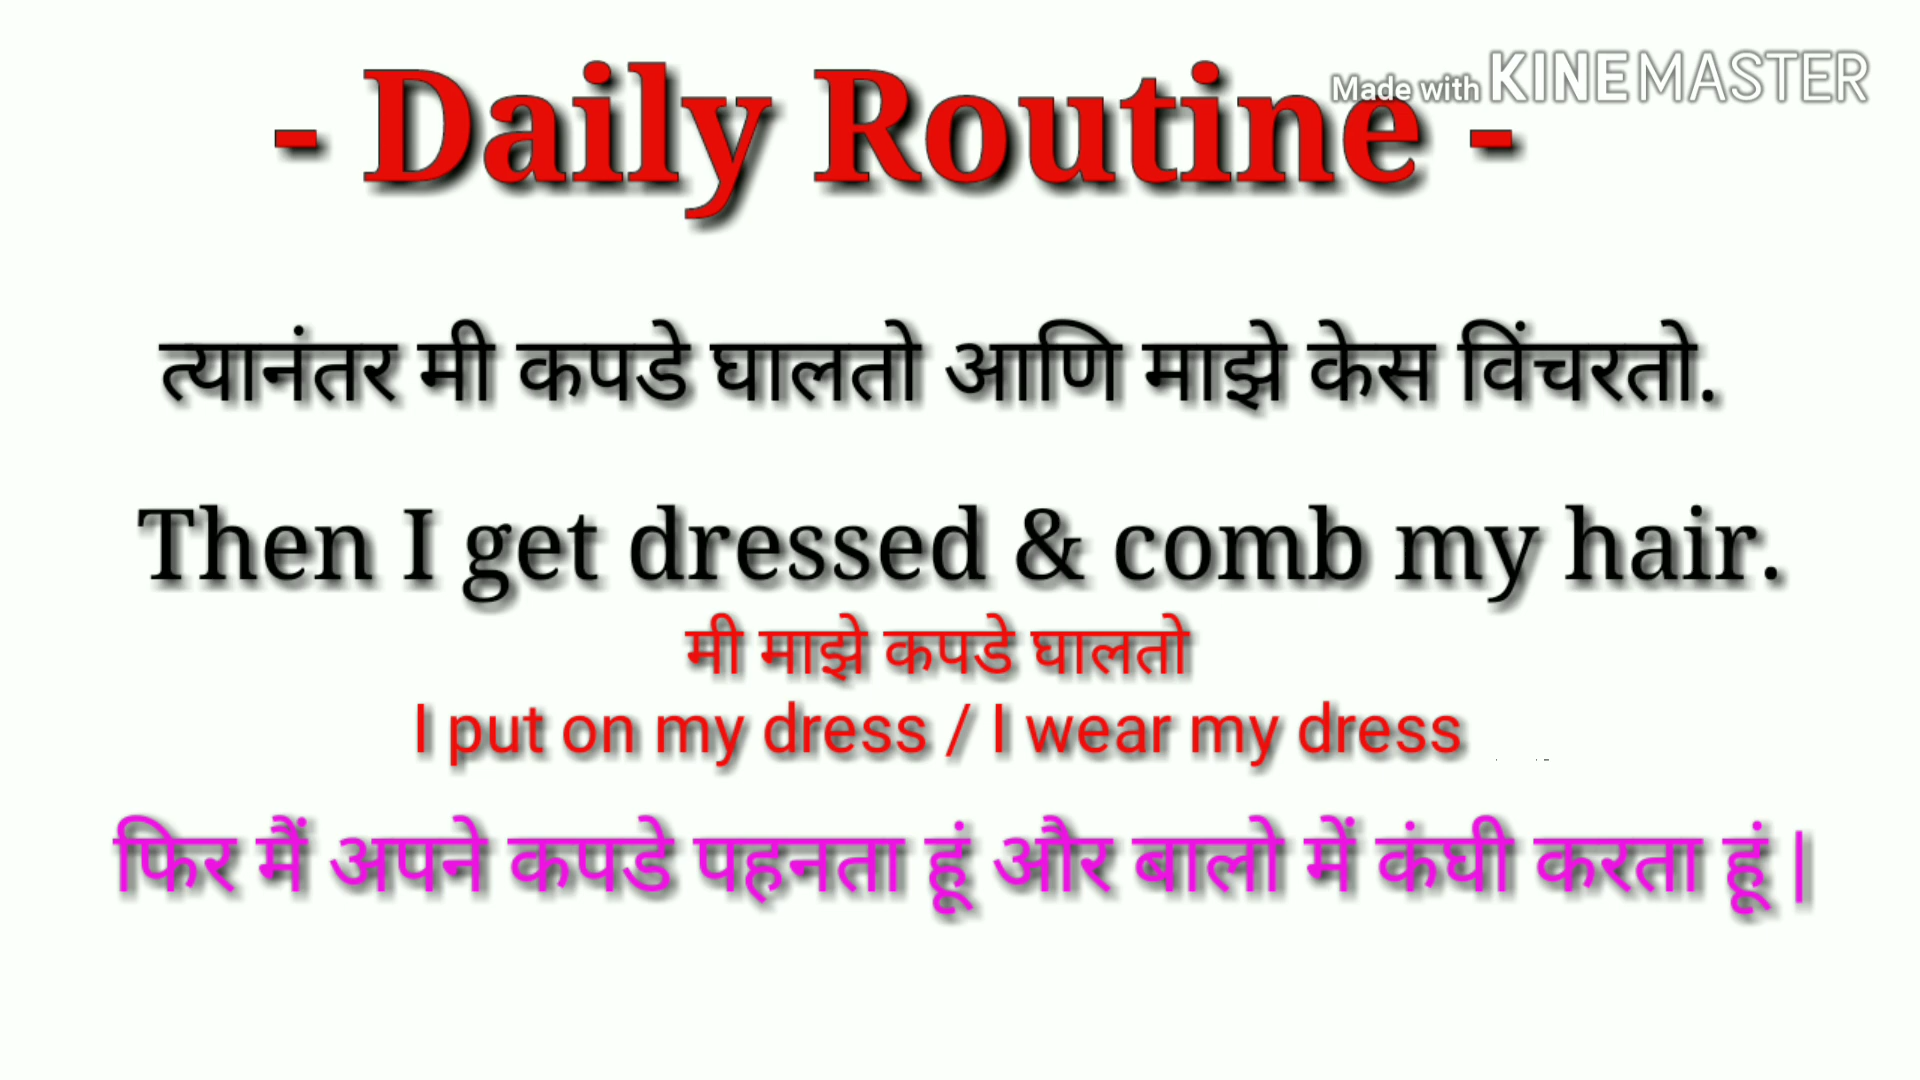 - Daily Routine -
Made with KINEMASTER
त्यानंतर मी कपडे घालतो आणि माझे केस विंचरतो.
Then I get dressed & comb my hair.
मी माझे कपडे घालतो
I put on my dress / I wear my dress
फिर मैं अपने कपडे पहनता हूं और बालो में कंघी करता हूं |